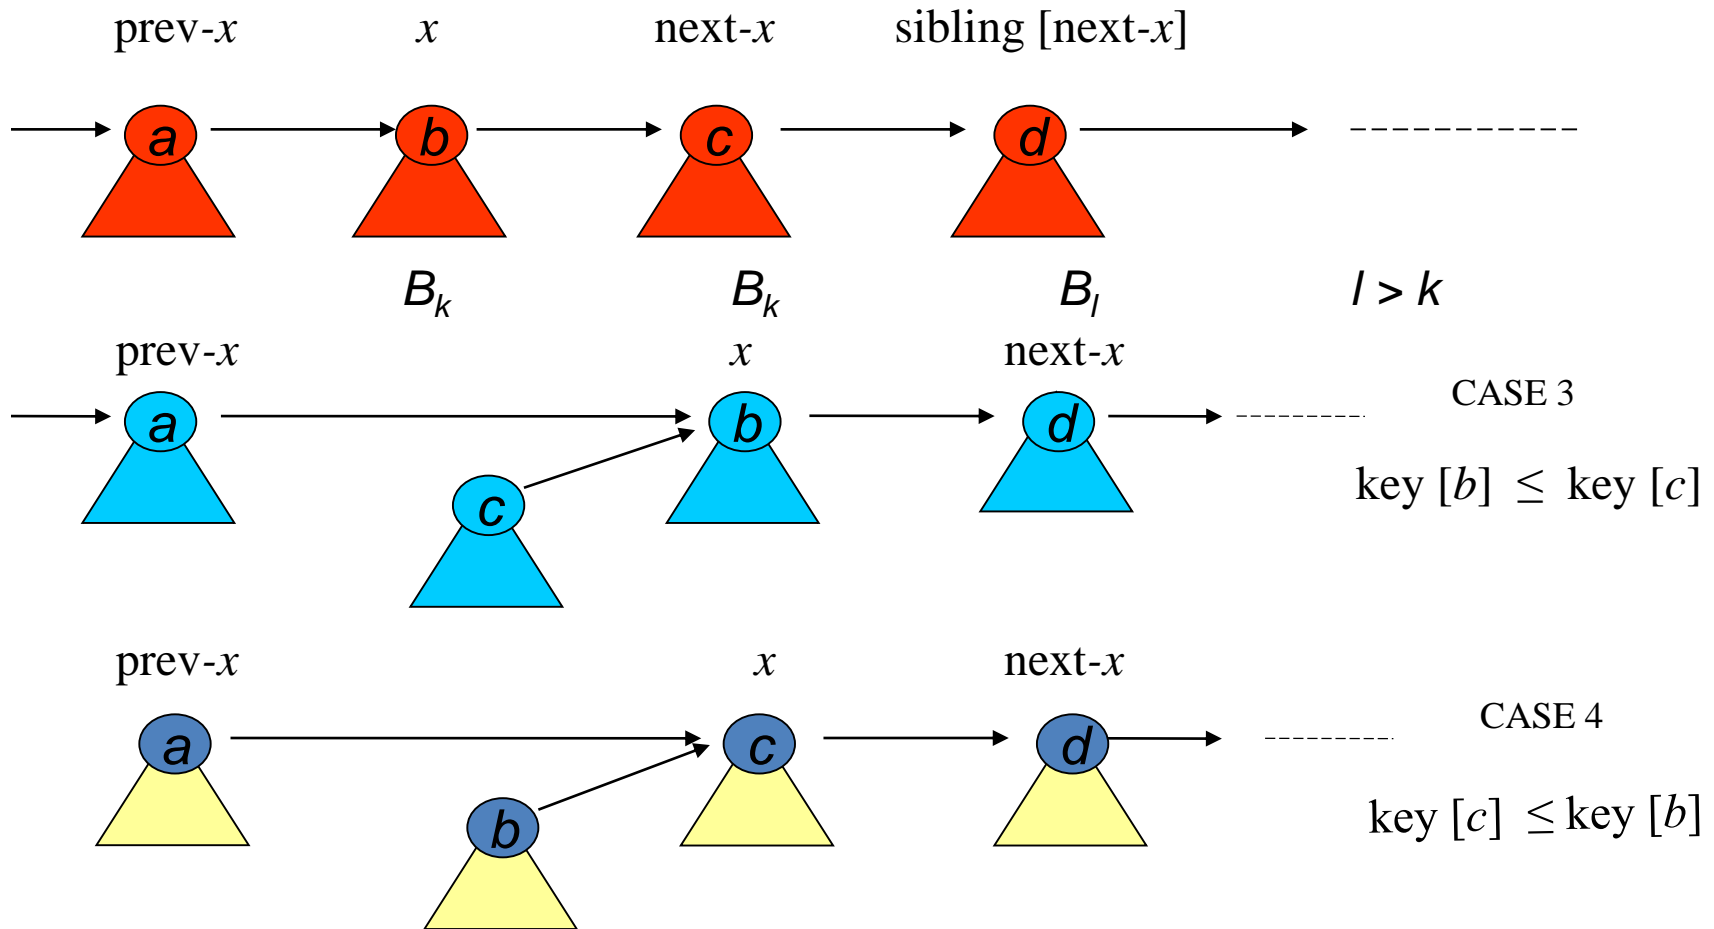 prev-x x next-x sibling [next-x]
a b c d
B_k B_k B_l l > k
prev-x x next-x
CASE 3
a b d
key [b] ≤ key [c]
c
prev-x x next-x
CASE 4
a c d
key [c] ≤ key [b]
b